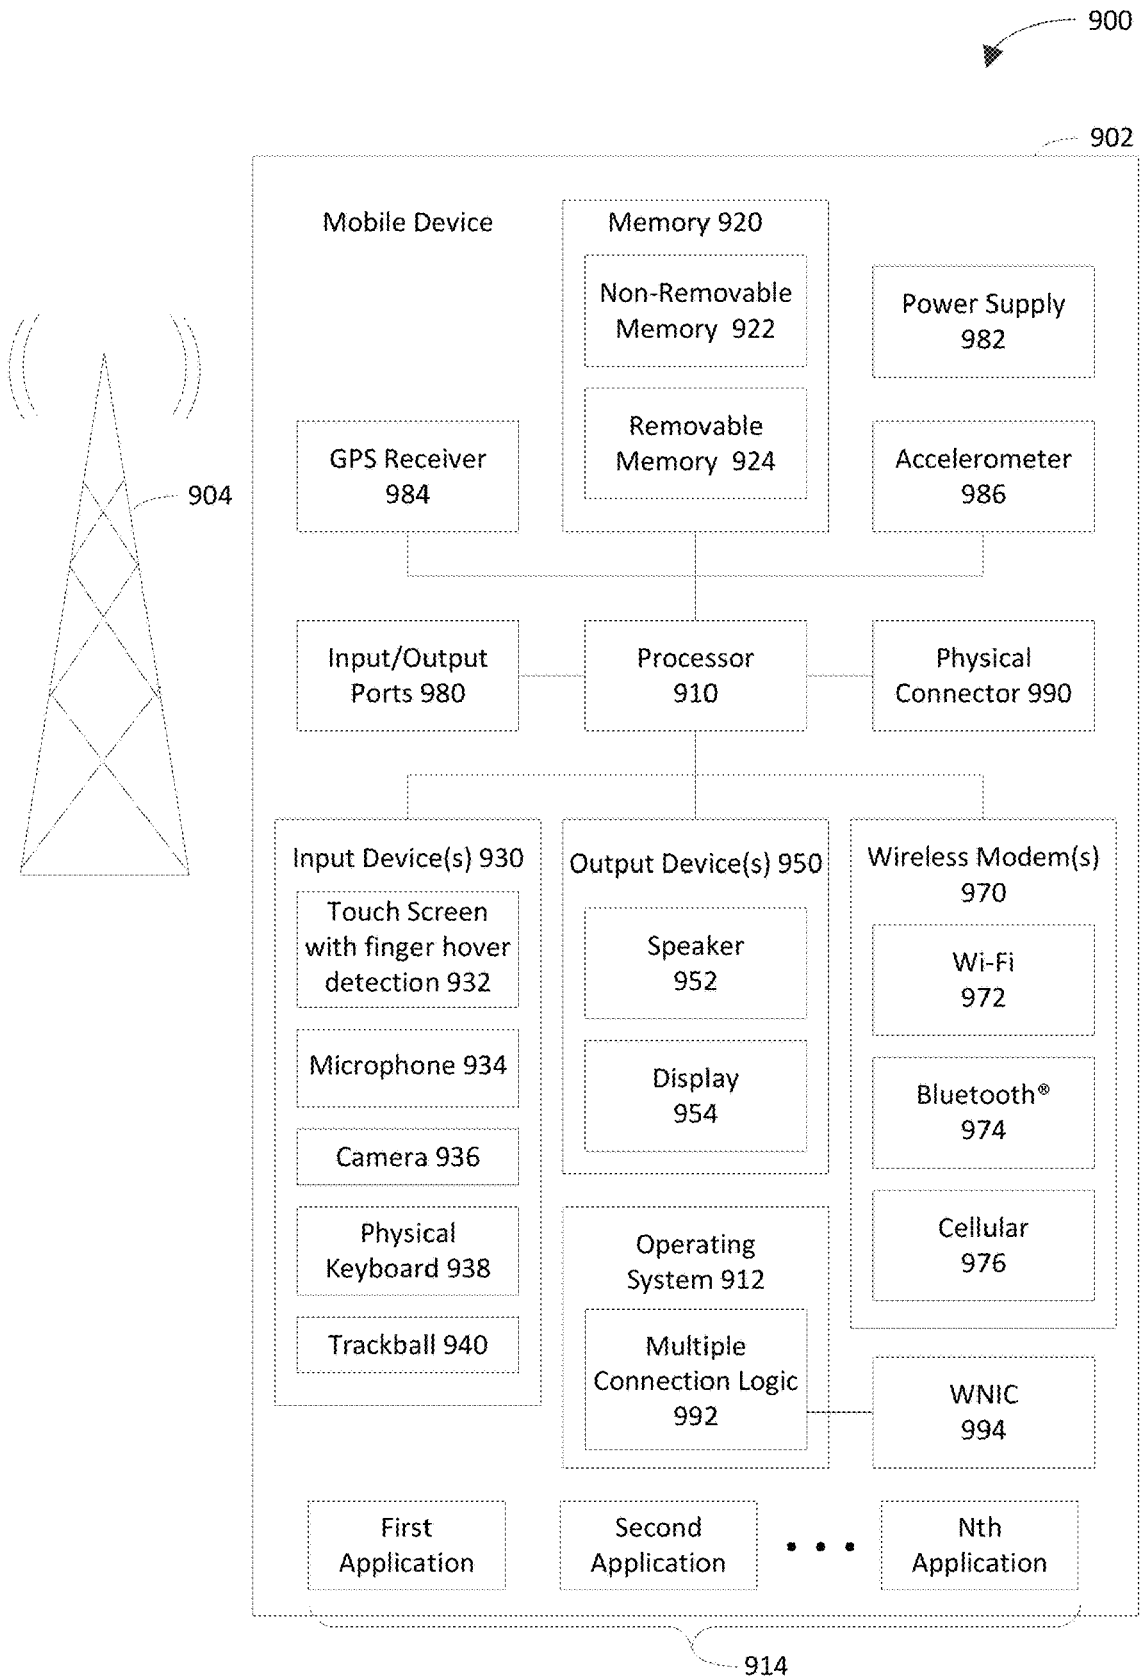 900
902
Mobile Device
Memory 920
Non-Removable
Memory 922
Power Supply
982
Removable
Memory 924
GPS Receiver
984
Accelerometer
986
904
Input/Output
Ports 980
Processor
910
Physical
Connector 990
Input Device(s) 930
Touch Screen
with finger hover
detection 932
Microphone 934
Camera 936
Physical
Keyboard 938
Trackball 940
Output Device(s) 950
Speaker
952
Display
954
Operating
System 912
Multiple
Connection Logic
992
Wireless Modem(s)
970
Wi-Fi
972
Bluetooth®
974
Cellular
976
WNIC
994
First
Application
Second
Application
• • •
Nth
Application
914